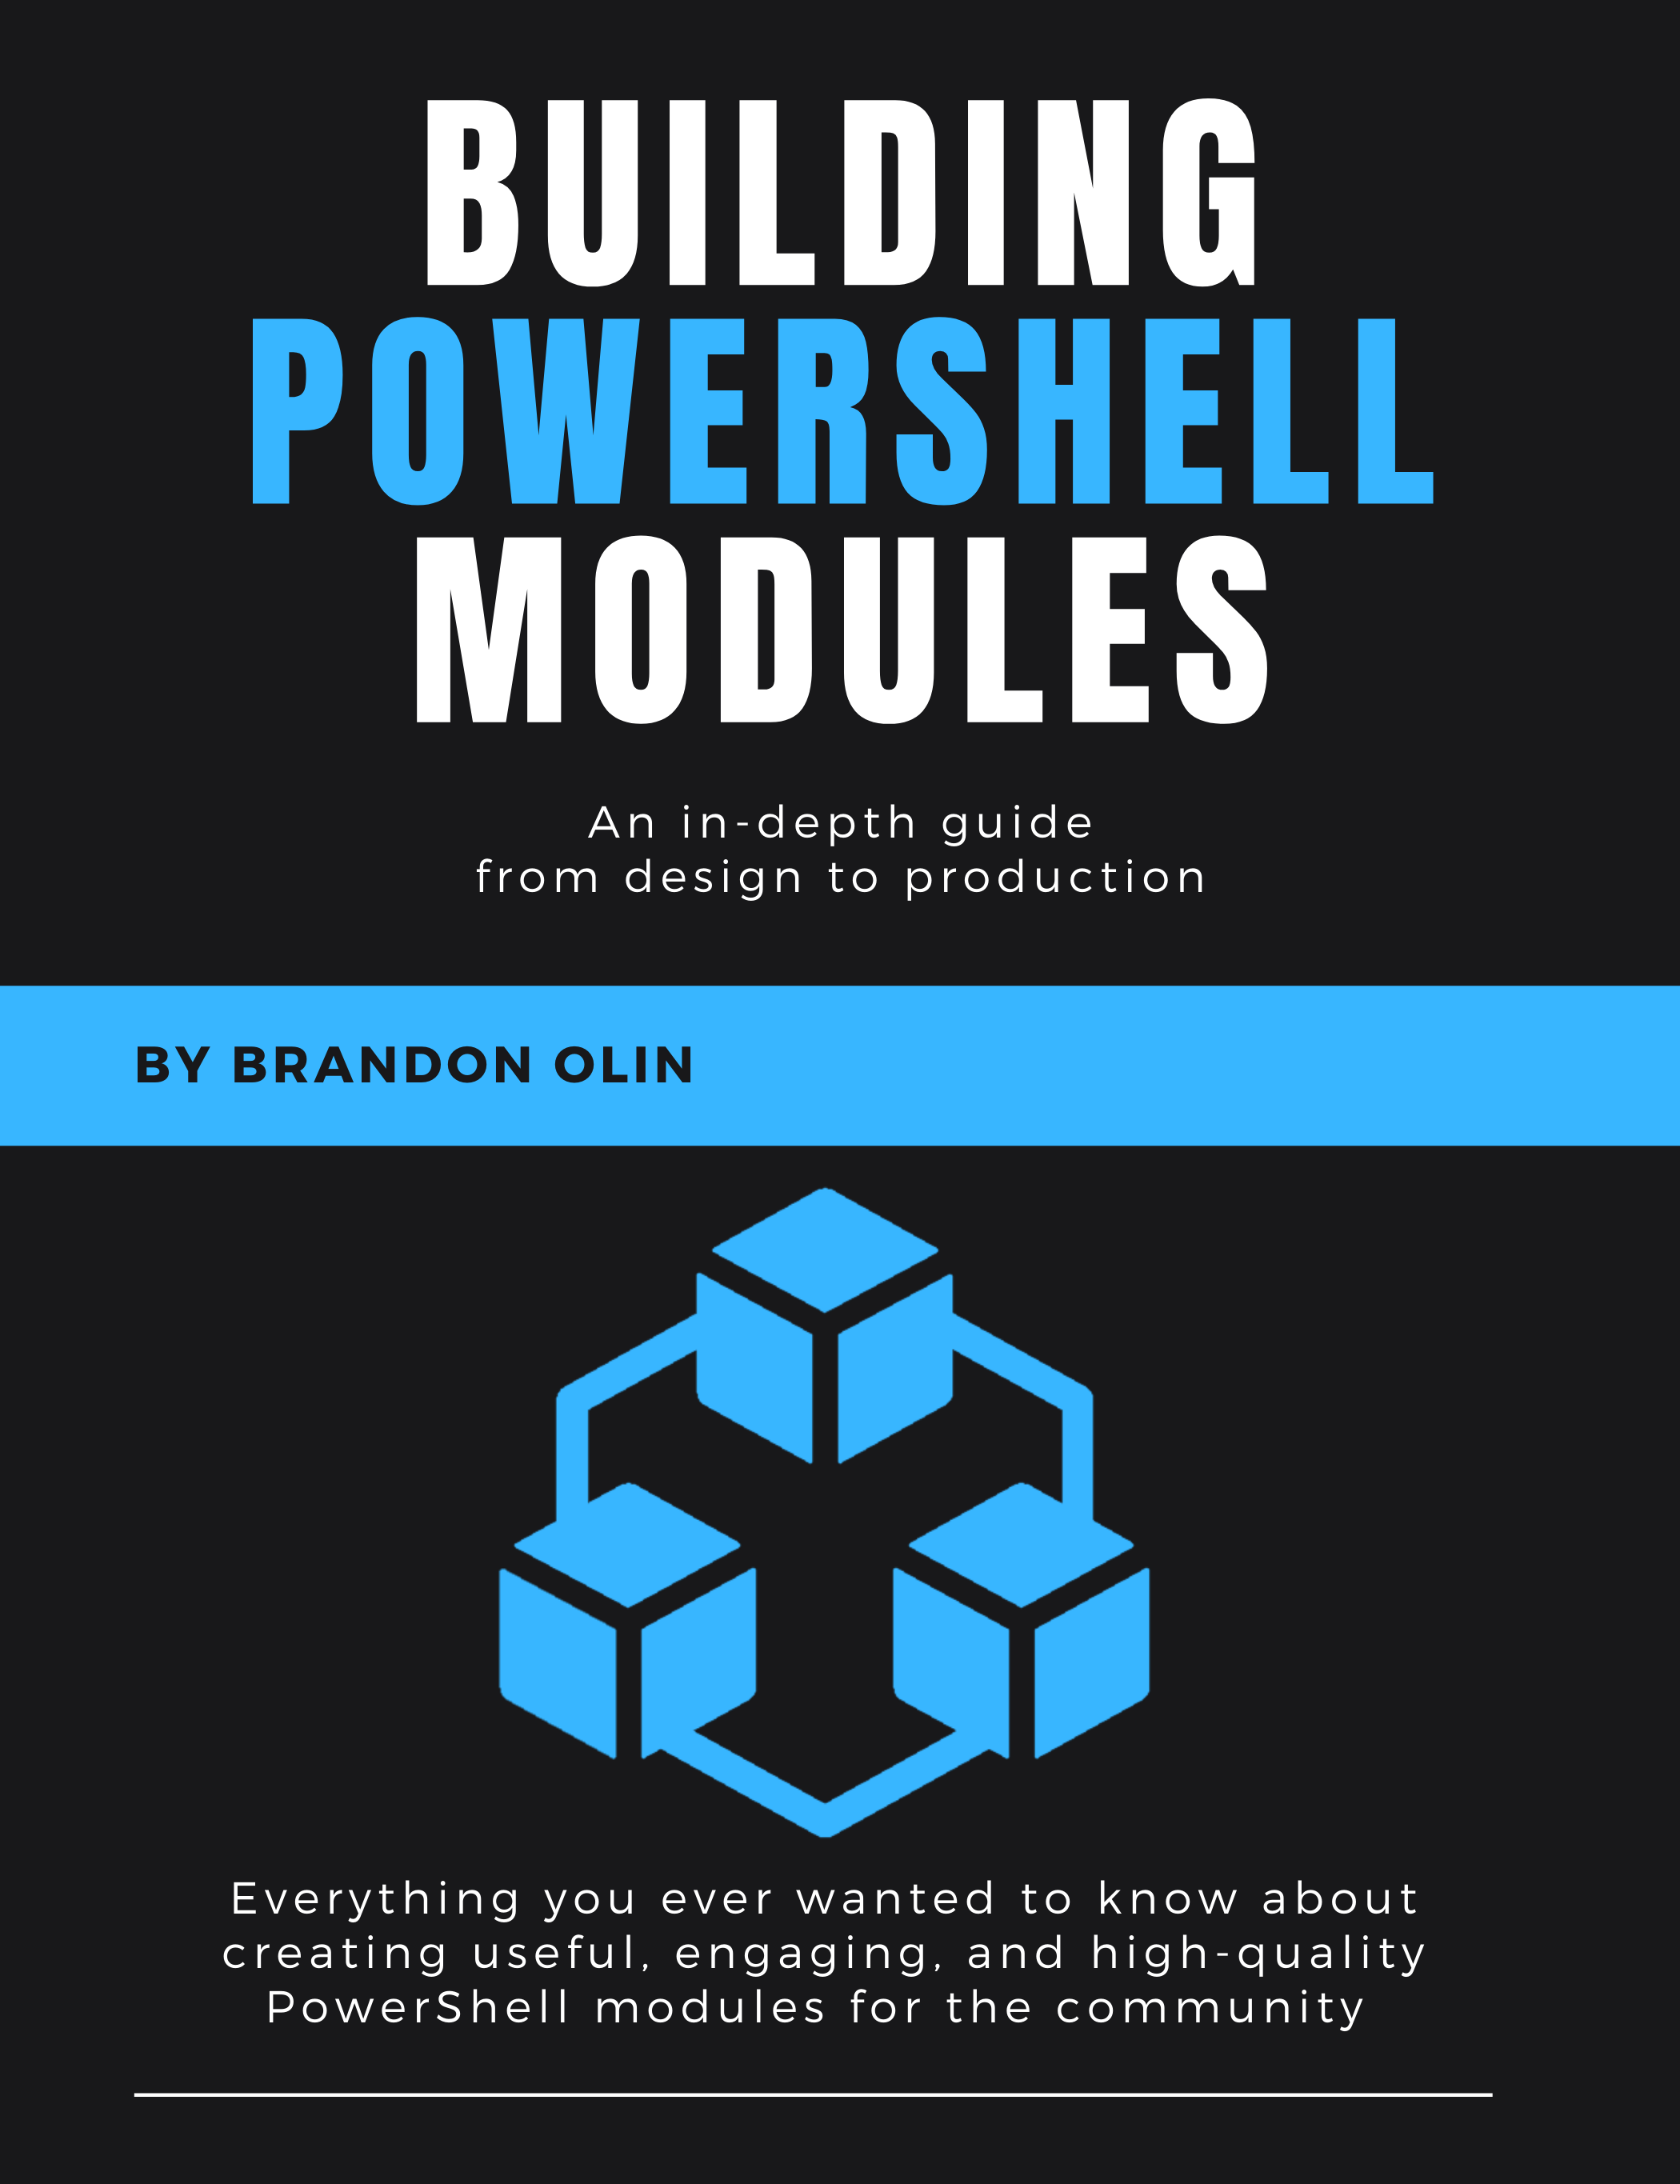 BUILDING
POWERSHELL
MODULES
An in-depth guide
from design to production
BY BRANDON OLIN
Everything you ever wanted to know about
creating useful, engaging, and high-quality
PowerShell modules for the community